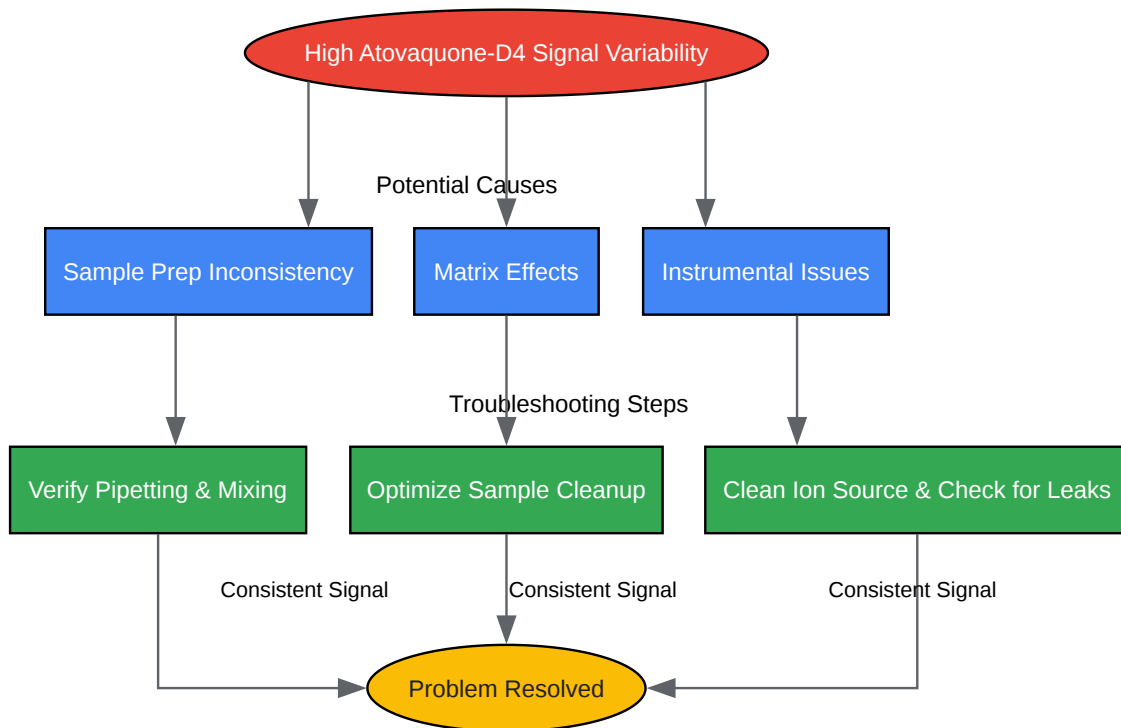 High Atovaquone-D4 Signal Variability
Potential Causes
Sample Prep Inconsistency
Matrix Effects
Instrumental Issues
Troubleshooting Steps
Verify Pipetting & Mixing
Optimize Sample Cleanup
Clean Ion Source & Check for Leaks
Consistent Signal
Consistent Signal
Consistent Signal
Problem Resolved